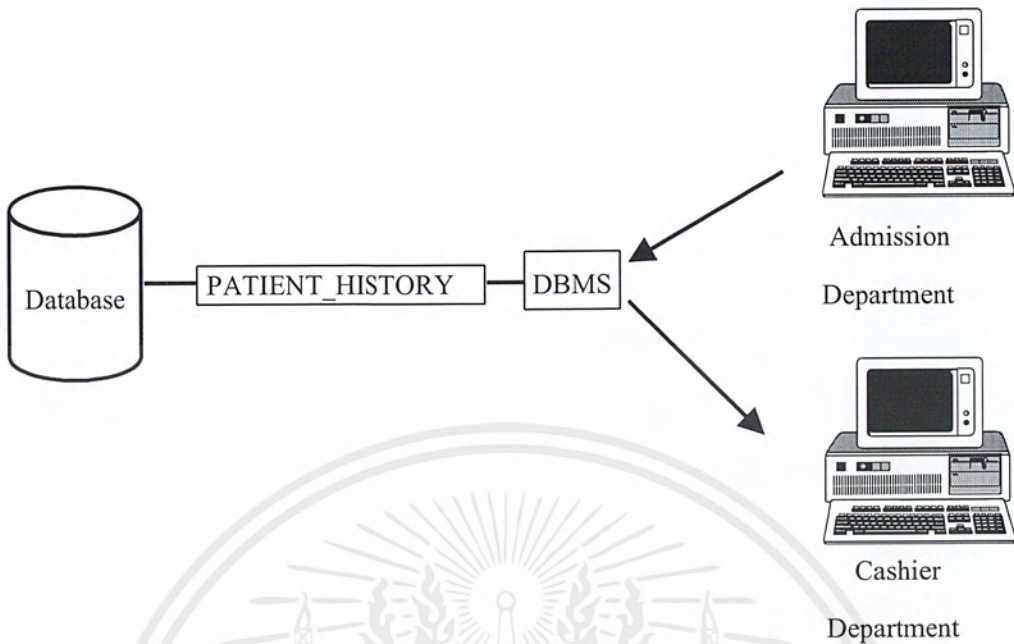 Database
PATIENT_HISTORY
DBMS
Admission
Department
Cashier
Department